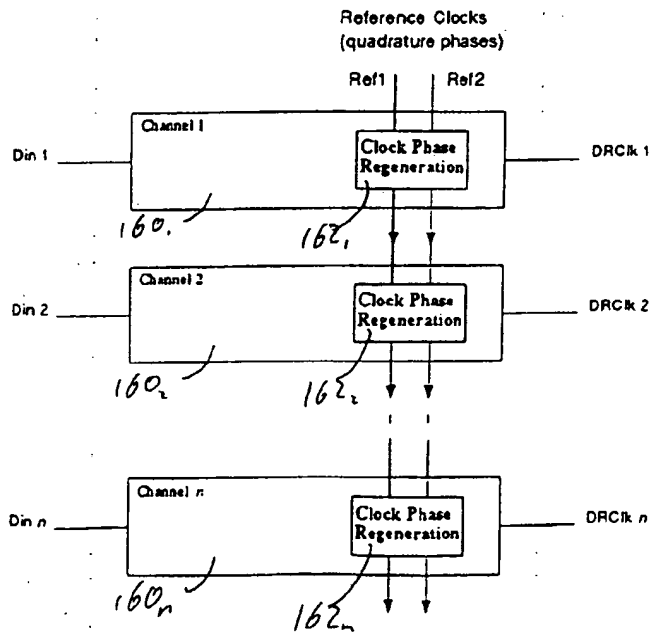 Reference Clocks
(quadrature phases)
Ref1 Ref2
Channel 1
Din 1
Clock Phase
Regeneration
DRClk 1
160₁
162₁
Channel 2
Din 2
Clock Phase
Regeneration
DRClk 2
160₂
162₂
Channel n
Din n
Clock Phase
Regeneration
DRClk n
160ₙ
162ₙ